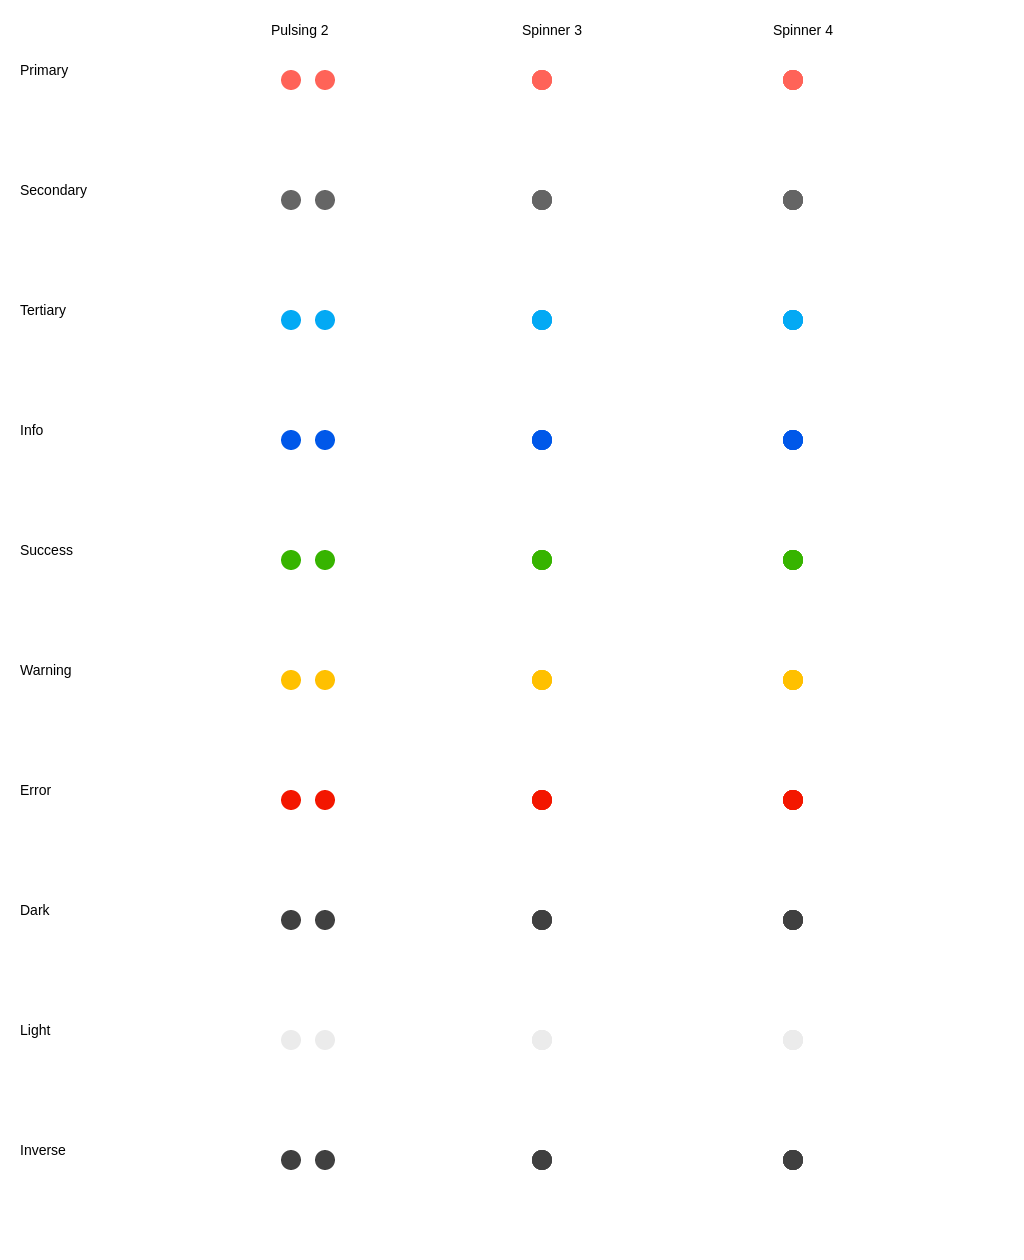 Pulsing 2 Spinner 3 Spinner 4
Primary
Secondary
Tertiary
Info
Success
Warning
Error
Dark
Light
Inverse